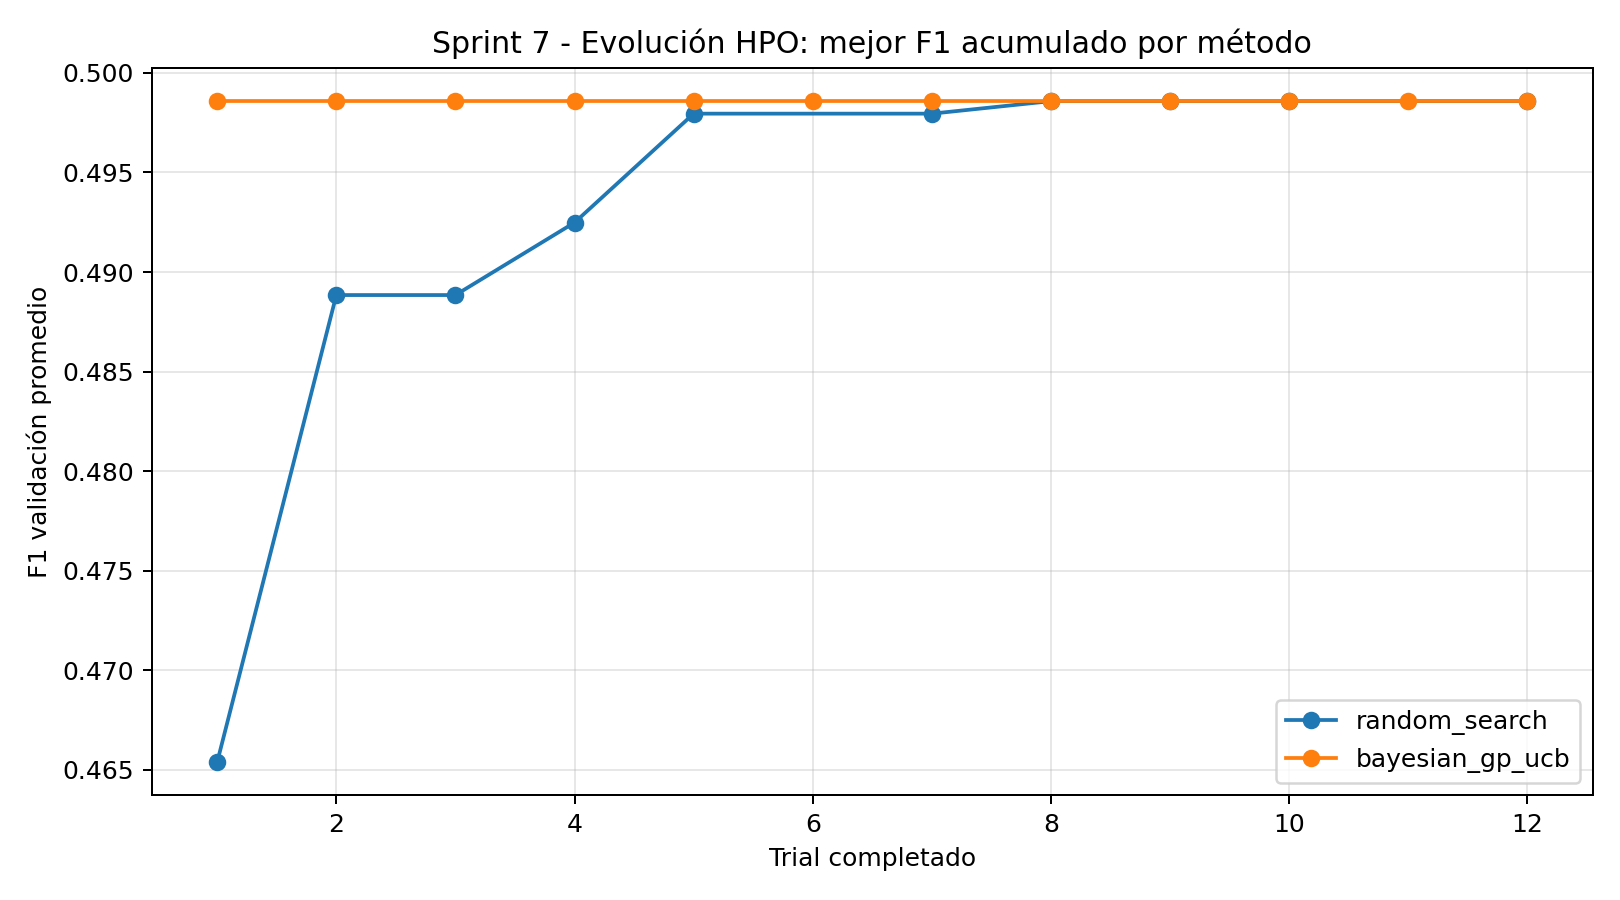 Sprint 7 - Evolución HPO: mejor F1 acumulado por método
0.500
0.495
0.490
0.485
0.480
0.475
0.470
0.465
F1 validación promedio
2 4 6 8 10 12
Trial completado
random_search
bayesian_gp_ucb